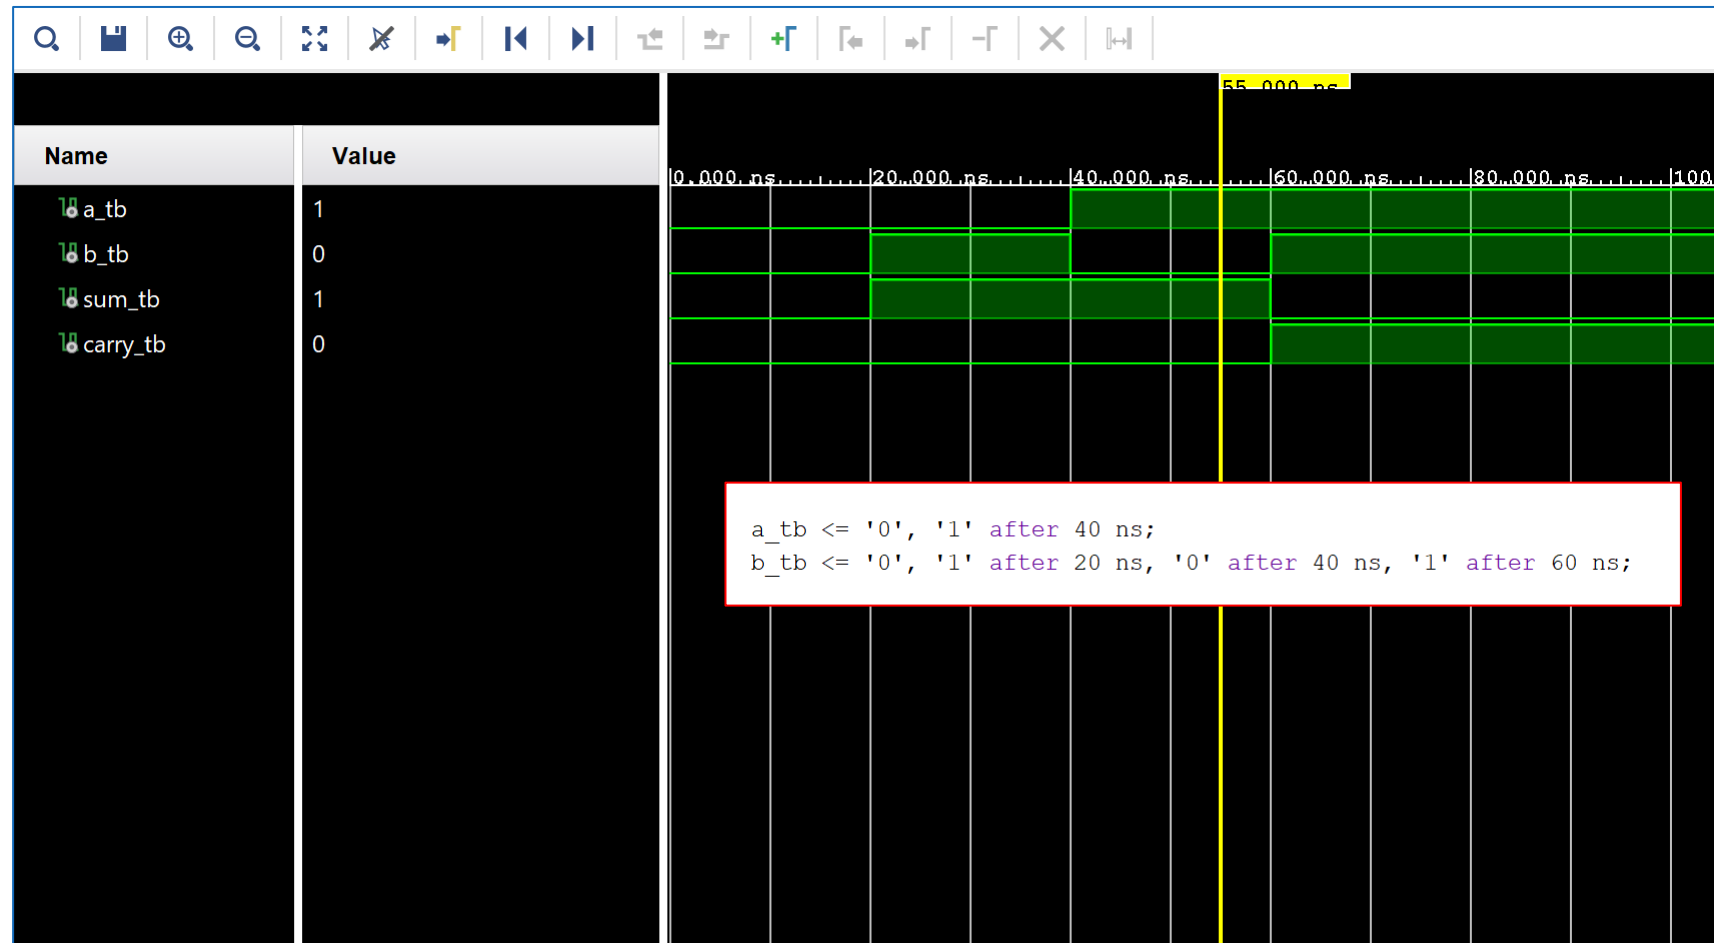 55.000 ns
Name Value
0.000 ns 20.000 ns 40.000 ns 60.000 ns 80.000 ns 100
a_tb 1
b_tb 0
sum_tb 1
carry_tb 0
a_tb <= '0', '1' after 40 ns;
b_tb <= '0', '1' after 20 ns, '0' after 40 ns, '1' after 60 ns;